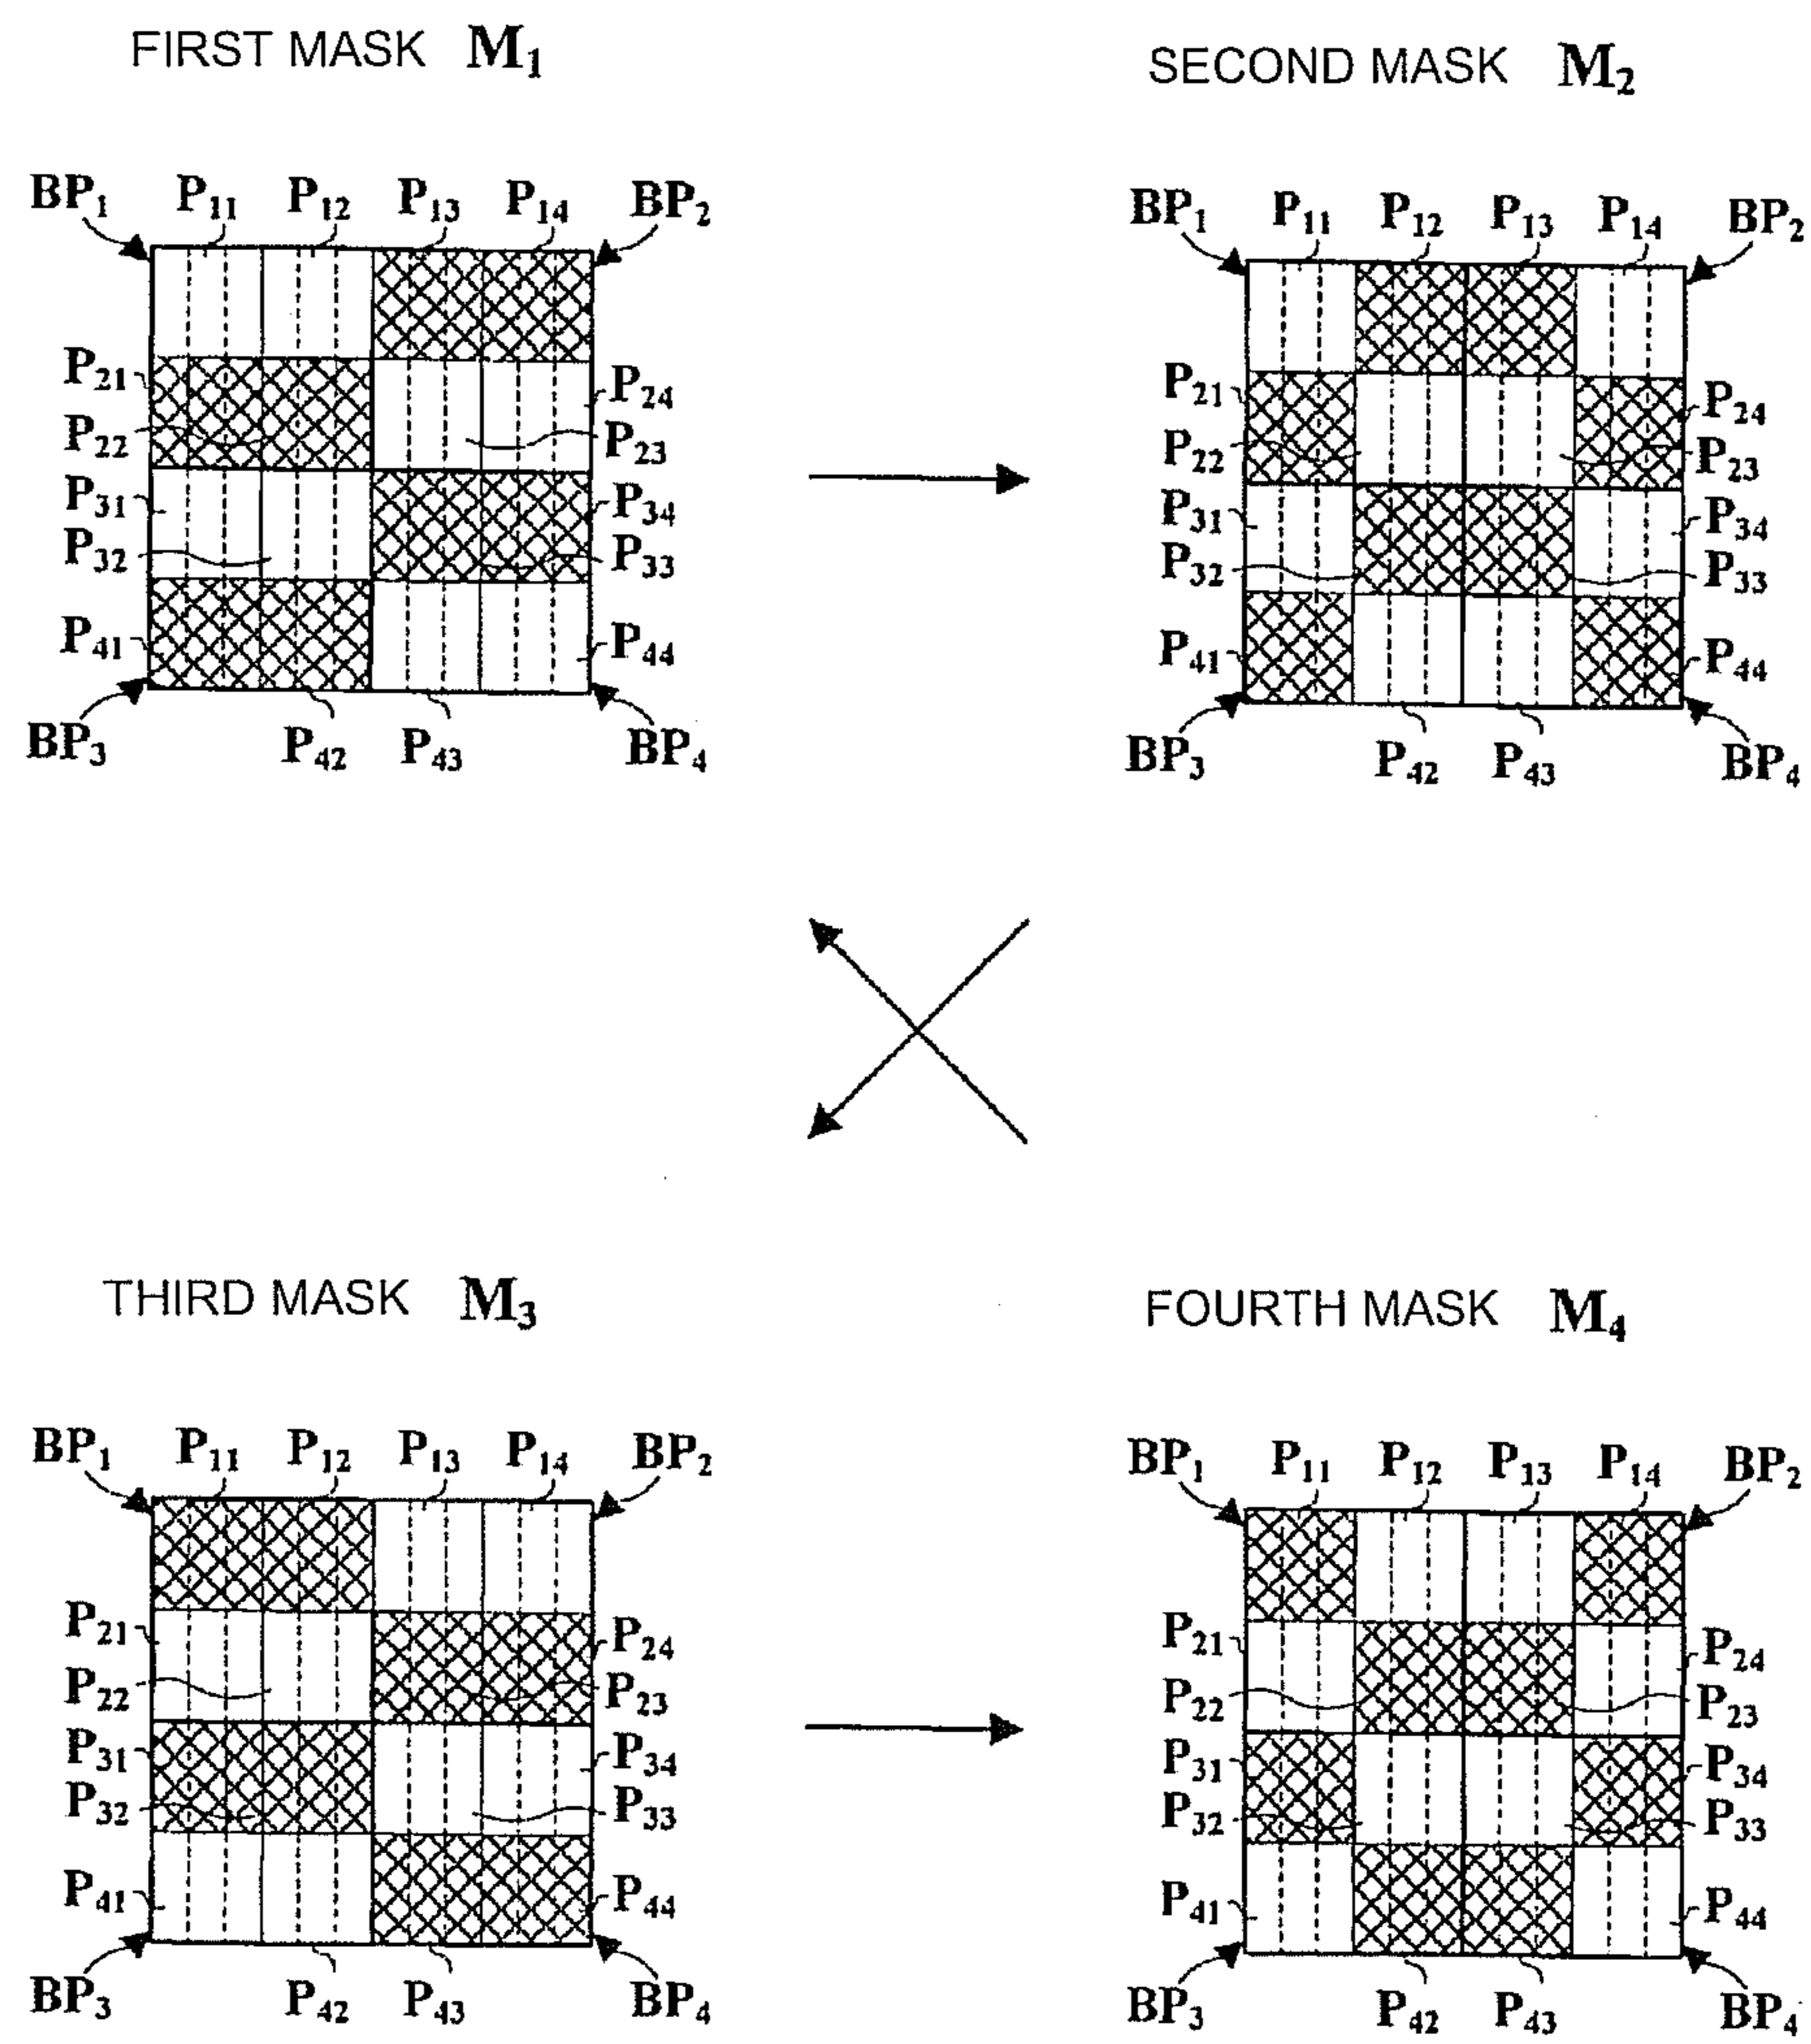 FIRST MASK M1
SECOND MASK M2
BP1 P11 P12 P13 P14 BP2
P21 P24
P22 P23
P31 P34
P32 P33
P41 P44
BP3 P42 P43 BP4
BP1 P11 P12 P13 P14 BP2
P21 P24
P22 P23
P31 P34
P32 P33
P41 P44
BP3 P42 P43 BP4
THIRD MASK M3
FOURTH MASK M4
BP1 P11 P12 P13 P14 BP2
P21 P24
P22 P23
P31 P34
P32 P33
P41 P44
BP3 P42 P43 BP4
BP1 P11 P12 P13 P14 BP2
P21 P24
P22 P23
P31 P34
P32 P33
P41 P44
BP3 P42 P43 BP4